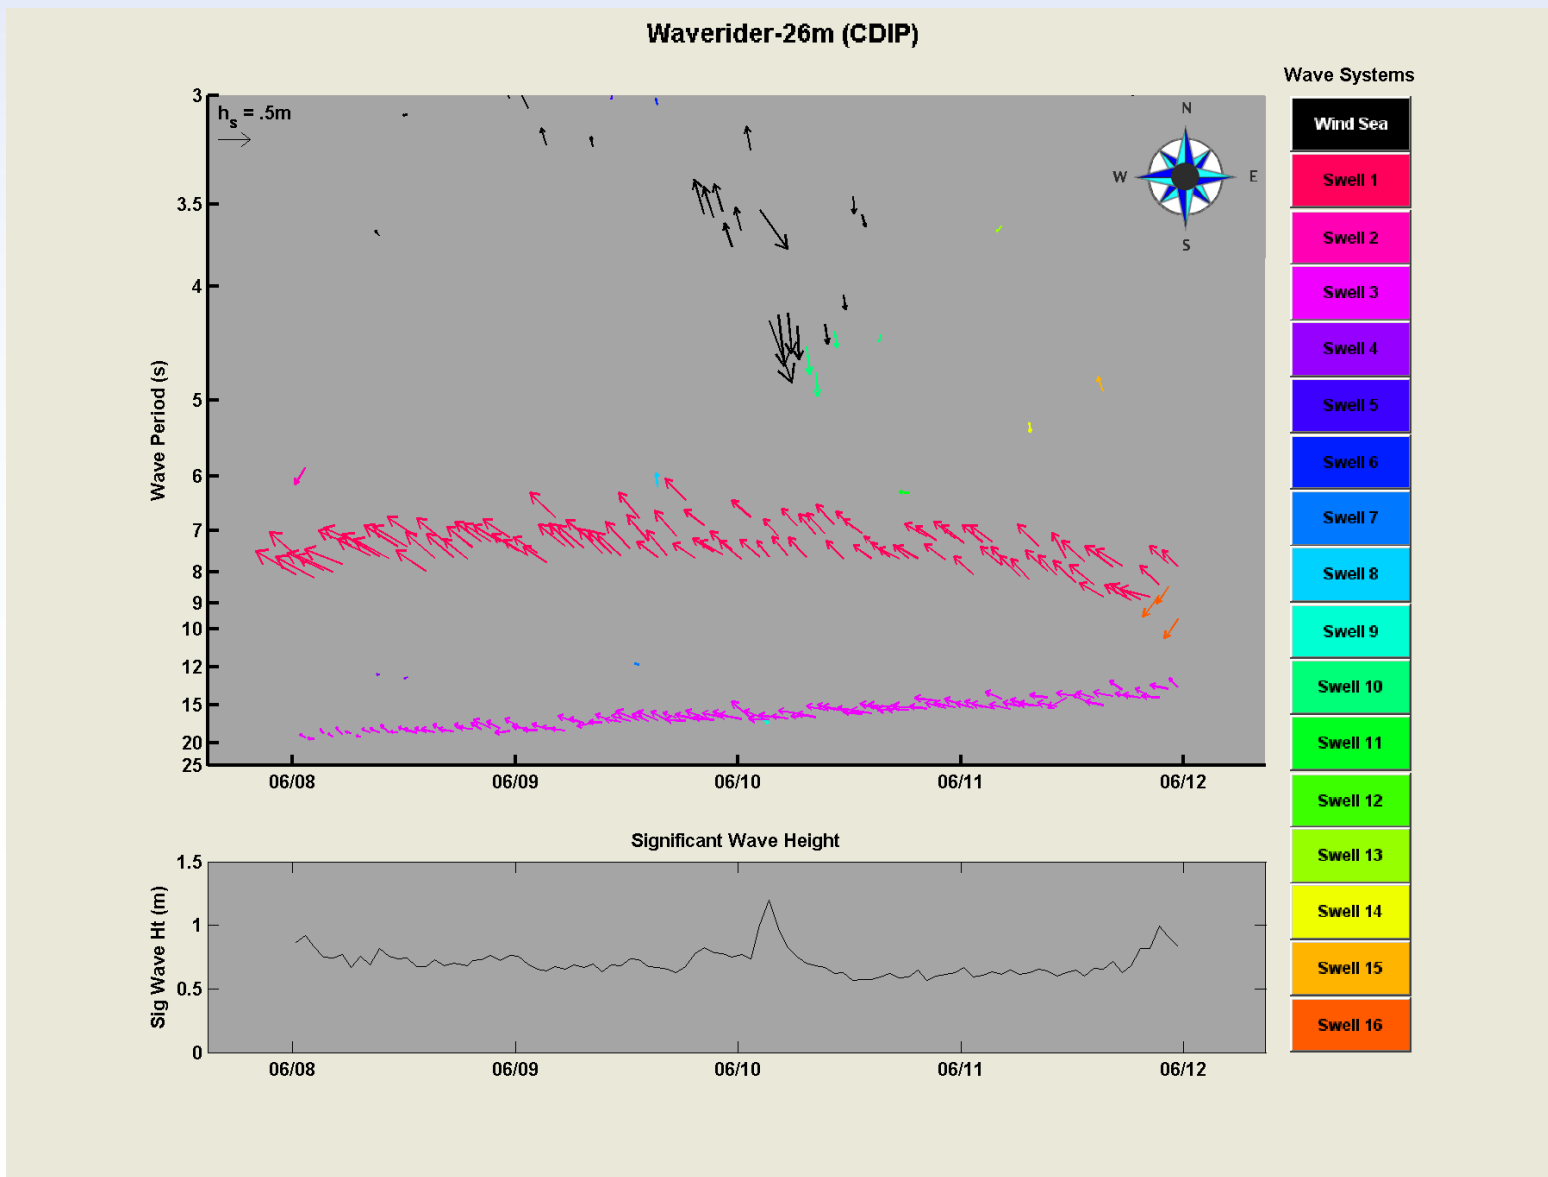 Waverider-26m (CDIP)
Wave Systems
h_s = .5m
N
W
E
S
Wind Sea
Swell 1
Swell 2
Swell 3
Swell 4
Swell 5
Swell 6
Swell 7
Swell 8
Swell 9
Swell 10
Swell 11
Swell 12
Swell 13
Swell 14
Swell 15
Swell 16
Wave Period (s)
3
3.5
4
5
6
7
8
9
10
12
15
20
25
06/08 06/09 06/10 06/11 06/12
Significant Wave Height
Sig Wave Ht (m)
1.5
1
0.5
0
06/08 06/09 06/10 06/11 06/12